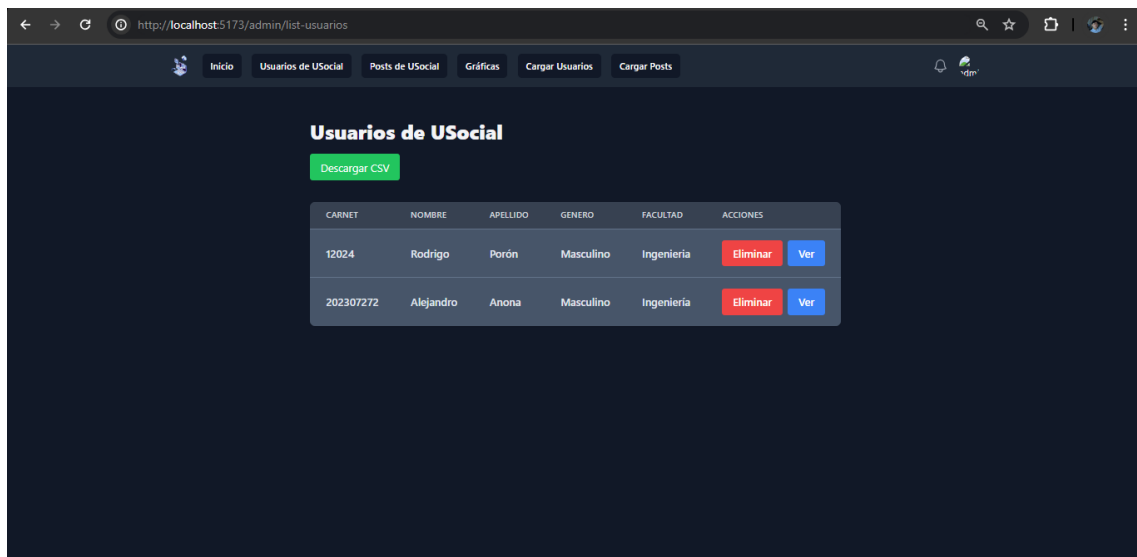 http://localhost:5173/admin/list-usuarios
Inicio Usuarios de USocial Posts de USocial Gráficas Cargar Usuarios Cargar Posts
Usuarios de USocial
Descargar CSV
CARNET NOMBRE APELLIDO GENERO FACULTAD ACCIONES
12024 Rodrigo Porón Masculino Ingenieria Eliminar Ver
202307272 Alejandro Anona Masculino Ingeniería Eliminar Ver